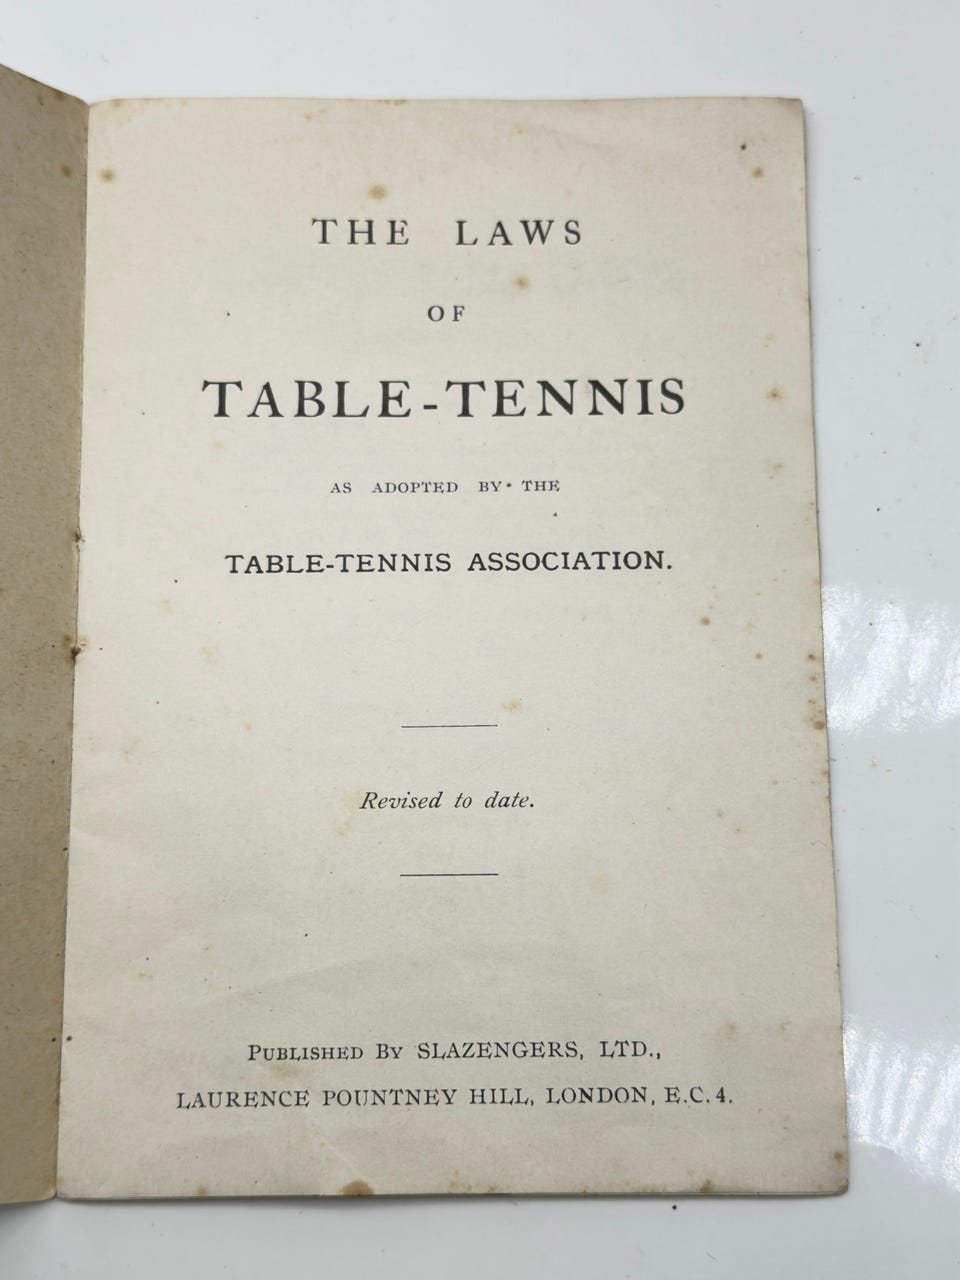 THE LAWS
OF
TABLE-TENNIS
AS ADOPTED BY THE
TABLE-TENNIS ASSOCIATION.
Revised to date.
PUBLISHED BY SLAZENGERS, LTD.,
LAURENCE POUNTNEY HILL, LONDON, E.C. 4.